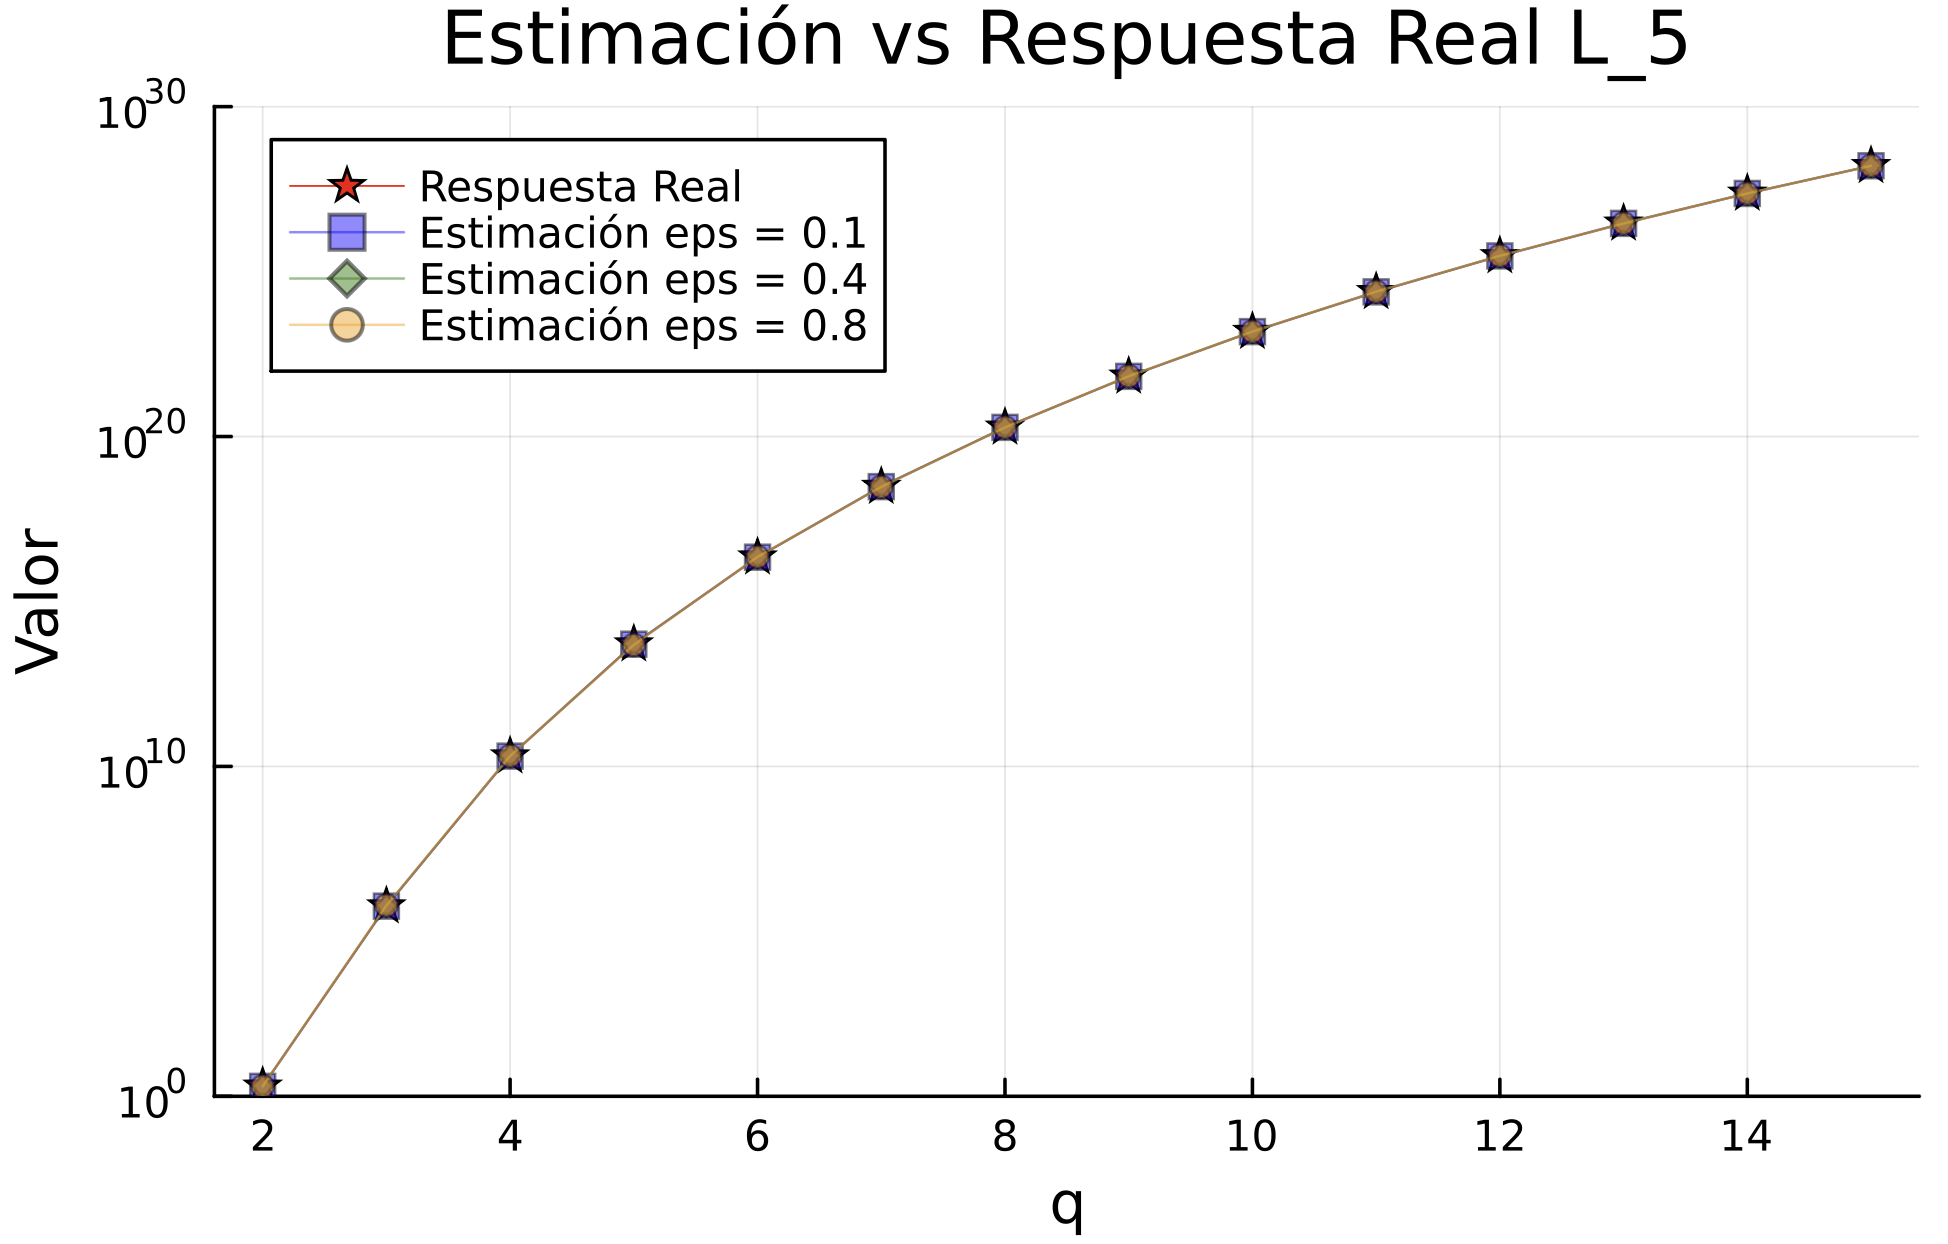 Estimación vs Respuesta Real L_5
10^30
10^20
10^10
10^0
Valor
Respuesta Real
Estimación eps = 0.1
Estimación eps = 0.4
Estimación eps = 0.8
2 4 6 8 10 12 14
q